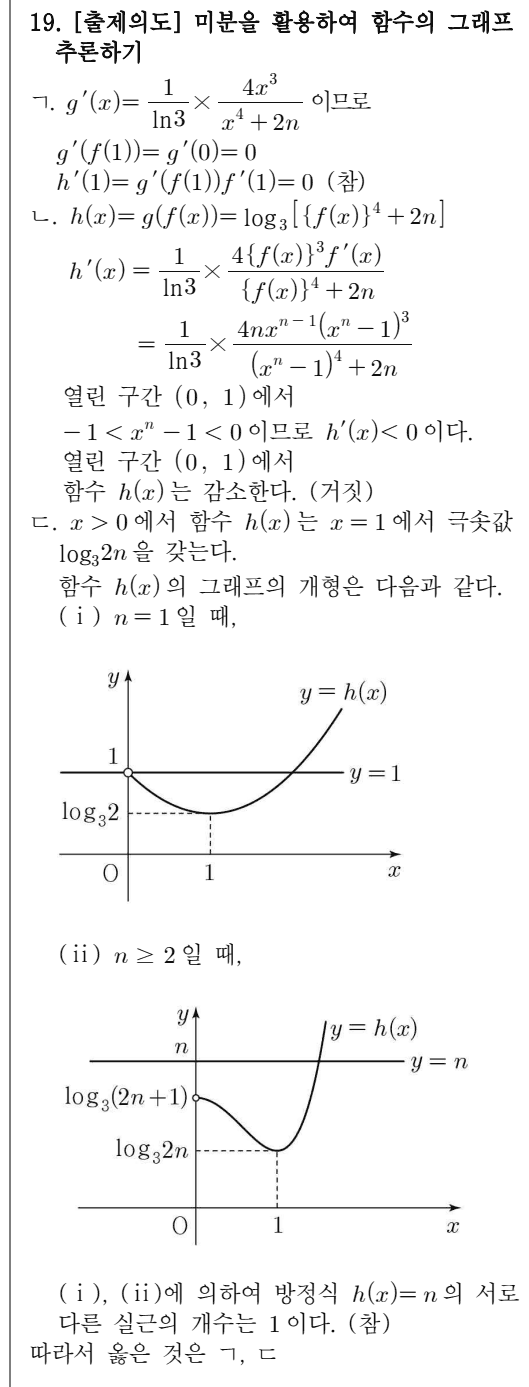 19. [출제의도] 미분을 활용하여 함수의 그래프
추론하기
ㄱ. g′(x)= 1/ln3 × 4x³/(x⁴+2n) 이므로
g′(f(1))=g′(0)=0
h′(1)=g′(f(1))f′(1)=0 (참)
ㄴ. h(x)=g(f(x))=log₃[{f(x)}⁴+2n]
h′(x)= 1/ln3 × 4{f(x)}³f′(x)/({f(x)}⁴+2n)
= 1/ln3 × 4nxⁿ⁻¹(xⁿ−1)³/((xⁿ−1)⁴+2n)
열린 구간 (0, 1)에서
−1<xⁿ−1<0이므로 h′(x)<0이다.
열린 구간 (0, 1)에서
함수 h(x)는 감소한다. (거짓)
ㄷ. x>0에서 함수 h(x)는 x=1에서 극솟값
log₃2n을 갖는다.
함수 h(x)의 그래프의 개형은 다음과 같다.
(ⅰ) n=1일 때,
y
y=h(x)
1
y=1
log₃2
O
1
x
(ⅱ) n≥2일 때,
y
y=h(x)
n
y=n
log₃(2n+1)
log₃2n
O
1
x
(ⅰ), (ⅱ)에 의하여 방정식 h(x)=n의 서로
다른 실근의 개수는 1이다. (참)
따라서 옳은 것은 ㄱ, ㄷ